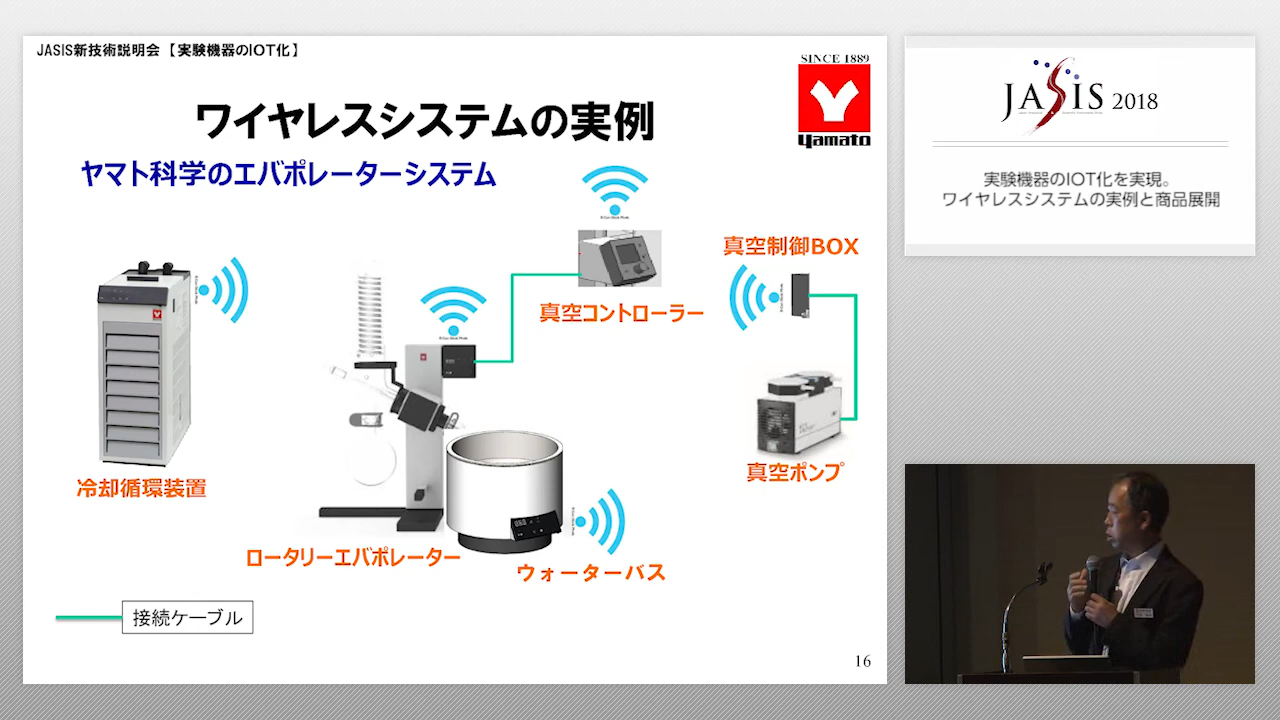 JASIS新技術説明会 【実験機器のIOT化】
SINCE 1889
Yamato
ワイヤレスシステムの実例
ヤマト科学のエバポレーターシステム
真空制御BOX
真空コントローラー
真空ポンプ
冷却循環装置
ロータリーエバポレーター
ウォーターバス
接続ケーブル
16
JASIS 2018
実験機器のIOT化を実現。
ワイヤレスシステムの実例と商品展開